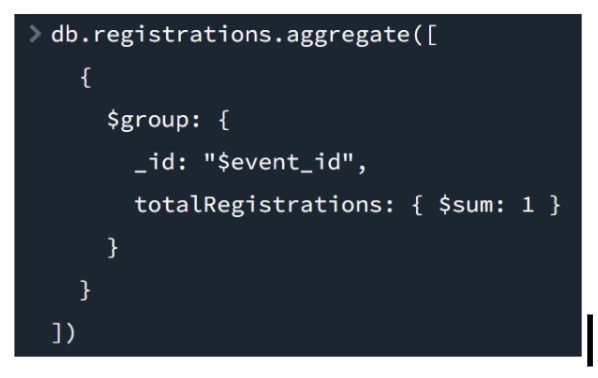 > db.registrations.aggregate([
{
$group: {
_id: "$event_id",
totalRegistrations: { $sum: 1 }
}
}
])